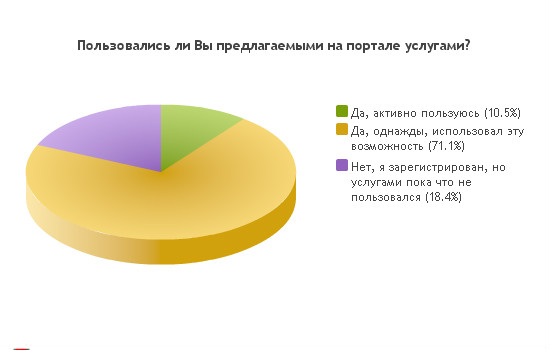 Пользовались ли Вы предлагаемыми на портале услугами?
Да, активно пользуюсь (10.5%)
Да, однажды, использовал эту
возможность (71.1%)
Нет, я зарегистрирован, но
услугами пока что не
пользовался (18.4%)